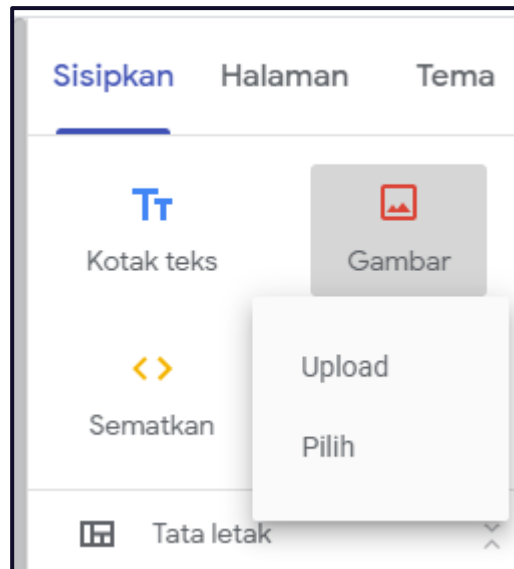 Sisipkan Halaman Tema
Kotak teks Gambar
Upload
Sematkan
Pilih
Tata letak